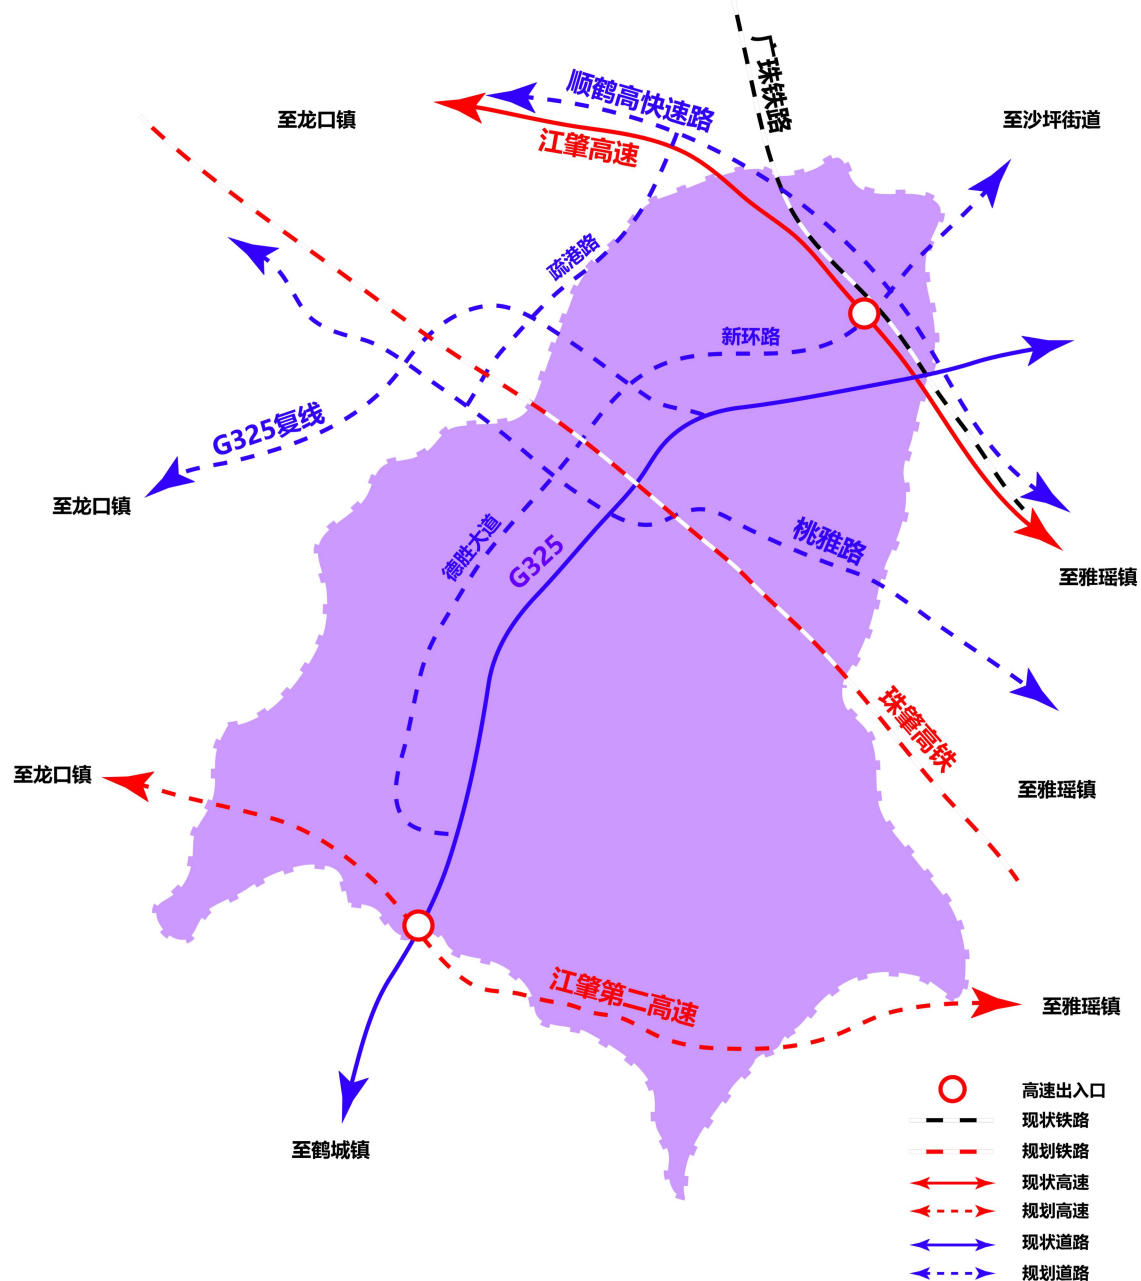 广珠铁路
顺鹤高快速路
至龙口镇
至沙坪街道
江肇高速
疏港路
新环路
G325复线
至龙口镇
德胜大道
G325
桃雅路
至雅瑶镇
珠肇高铁
至龙口镇
至雅瑶镇
江肇第二高速
至雅瑶镇
至鹤城镇
高速出入口
现状铁路
规划铁路
现状高速
规划高速
现状道路
规划道路